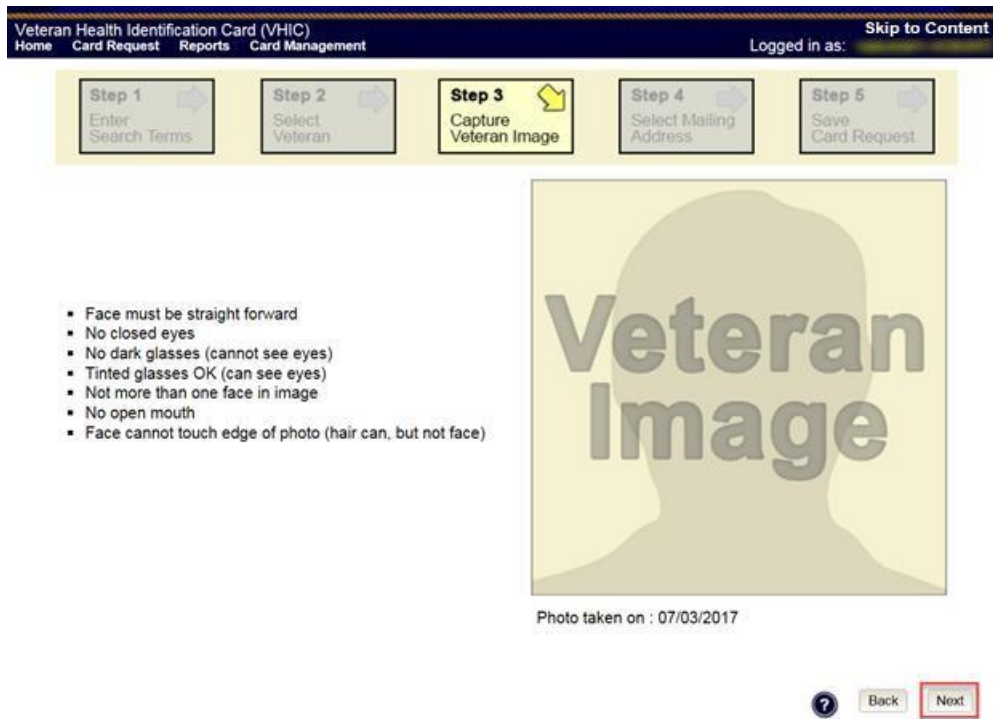 Veteran Health Identification Card (VHIC)
Skip to Content
Home Card Request Reports Card Management
Logged in as:
Step 1
Enter
Search Terms
Step 2
Select
Veteran
Step 3
Capture
Veteran Image
Step 4
Select Mailing
Address
Step 5
Save
Card Request
▪ Face must be straight forward
▪ No closed eyes
▪ No dark glasses (cannot see eyes)
▪ Tinted glasses OK (can see eyes)
▪ Not more than one face in image
▪ No open mouth
▪ Face cannot touch edge of photo (hair can, but not face)
Veteran
Image
Photo taken on : 07/03/2017
? Back Next